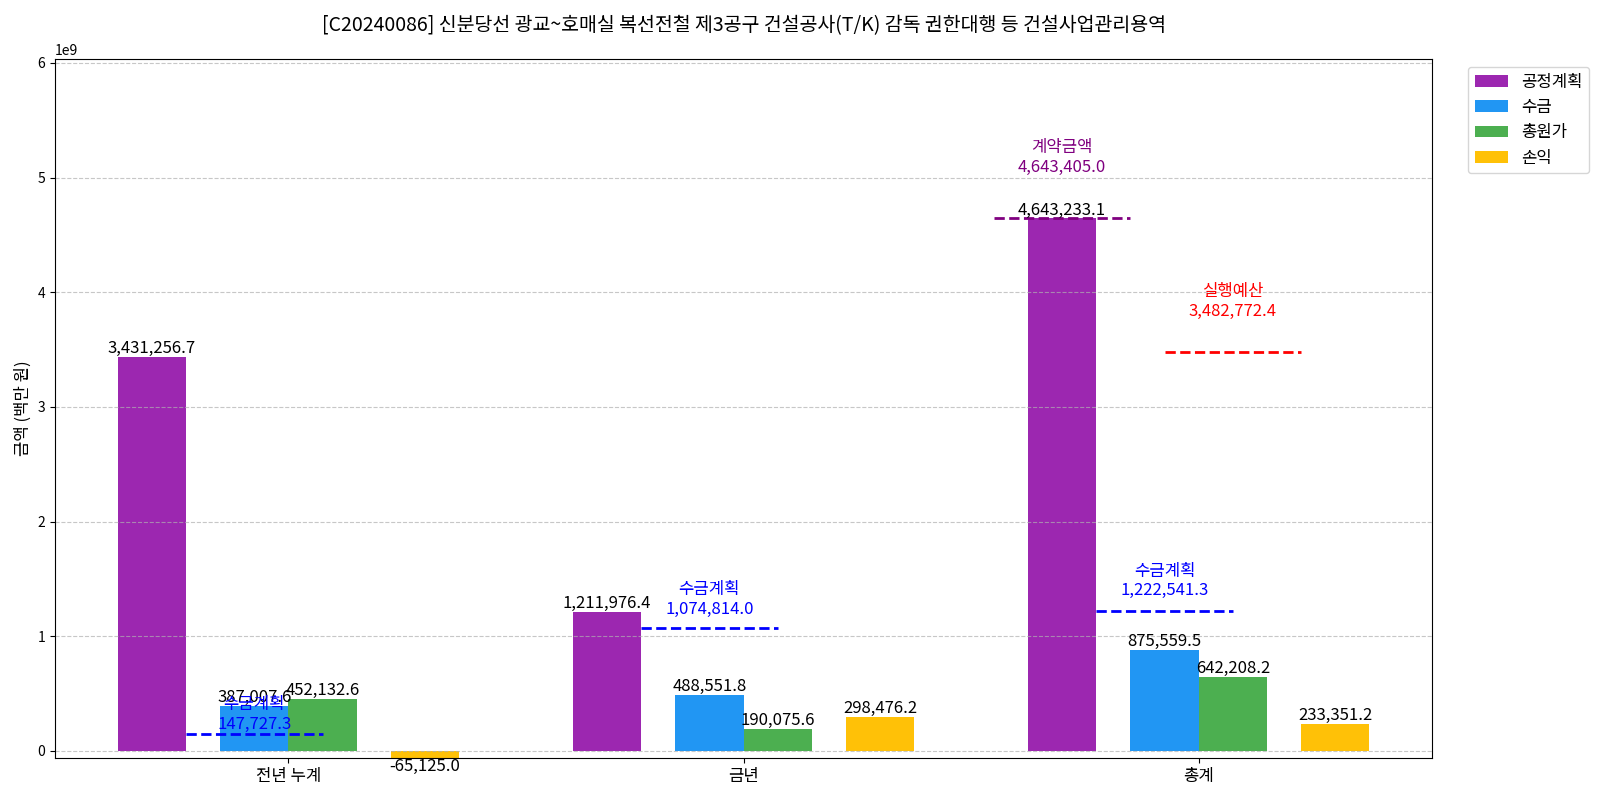 [C20240086] 신분당선 광교~호매실 복선전철 제3공구 건설공사(T/K) 감독 권한대행 등 건설사업관리용역
1e9
6
5
4
3
2
1
0
금액 (백만 원)
공정계획
수금
총원가
손익
계약금액
4,643,405.0
4,643,233.1
실행예산
3,482,772.4
3,431,256.7
수금계획
1,222,541.3
수금계획
1,074,814.0
1,211,976.4
875,559.5
642,208.2
452,132.6
387,007.6
수금계획
147,727.3
488,551.8
190,075.6
298,476.2
233,351.2
-65,125.0
전년 누계
금년
총계